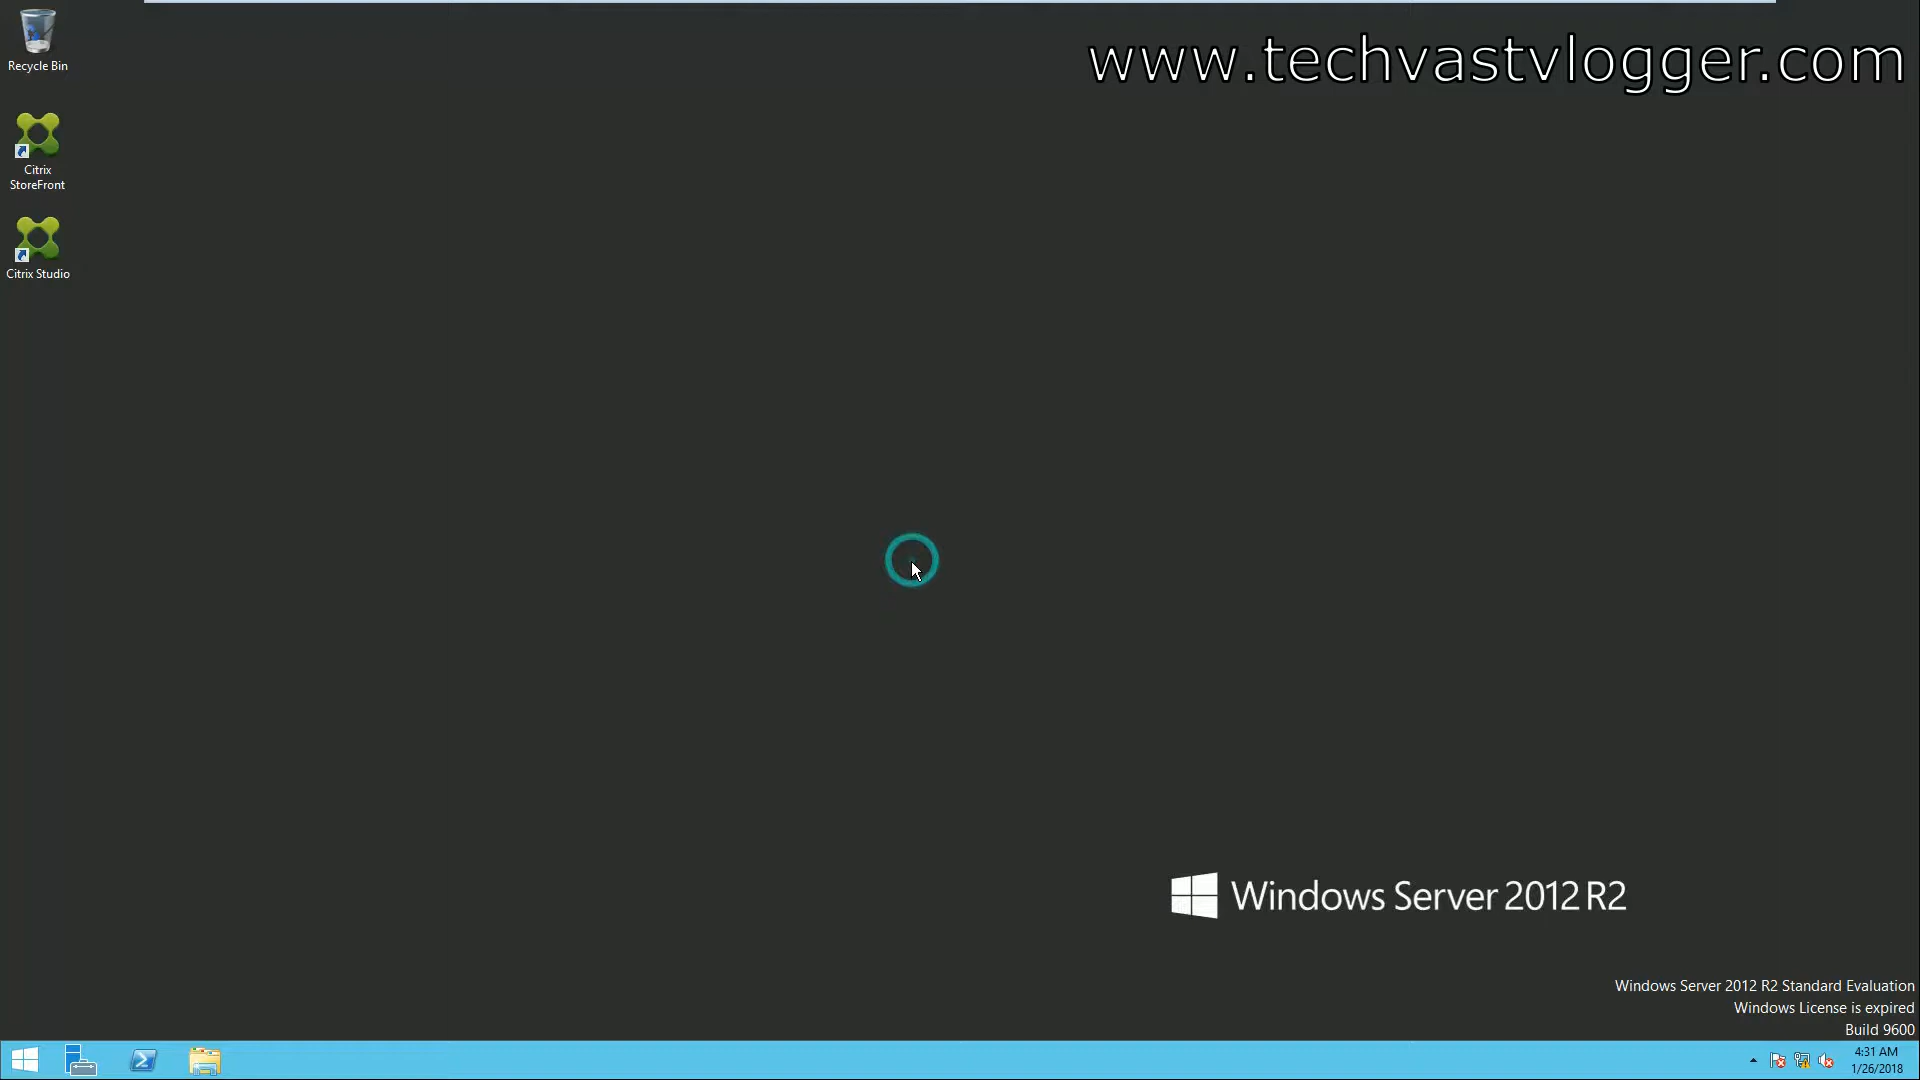 Recycle Bin
www.techvastvlogger.com
Citrix
StoreFront
Citrix Studio
Windows Server 2012 R2
Windows Server 2012 R2 Standard Evaluation
Windows License is expired
Build 9600
4:31 AM
1/26/2018